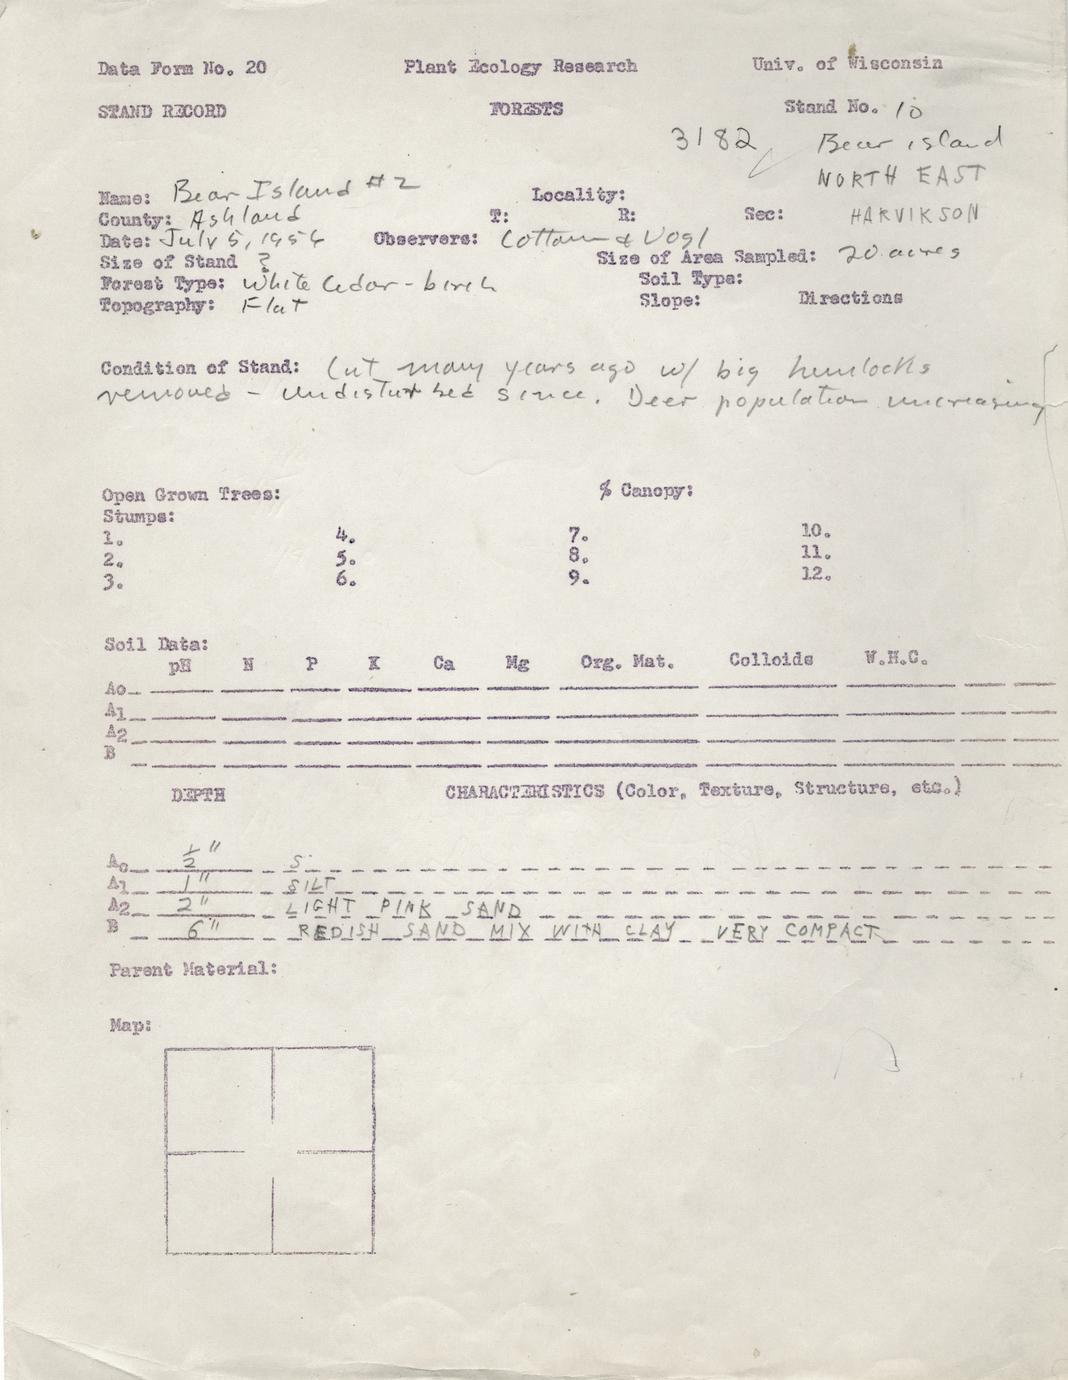 Data Form No. 20 Plant Ecology Research Univ. of Wisconsin
STAND RECORD FORESTS Stand No. 10
3182 Bear island
NORTH EAST
Name: Bear Island #2 Locality:
County: Ashland T: R: Sec: HARVIKSON
Date: July 5, 1956 Observers: Cottam & Vogl
Size of Stand ? Size of Area Sampled: 20 acres
Forest Type: White Cedar - birch Soil Type:
Topography: Flat Slope: Directions
Condition of Stand: Cut many years ago w/ big hemlocks
removed - undisturbed since. Deer population
Open Grown Trees: % Canopy:
Stumps:
1. 4. 7. 10.
2. 5. 8. 11.
3. 6. 9. 12.
Soil Data:
pH N P K Ca Mg Org. Mat. Colloids W.H.C.
A0
A1
A2
B
DEPTH CHARACTERISTICS (Color, Texture, Structure, etc.)
A0 1/2" S
A1 1" SILT
A2 2" LIGHT PINK SAND
B 6" REDISH SAND MIX WITH CLAY VERY COMPACT
Parent Material:
Map: